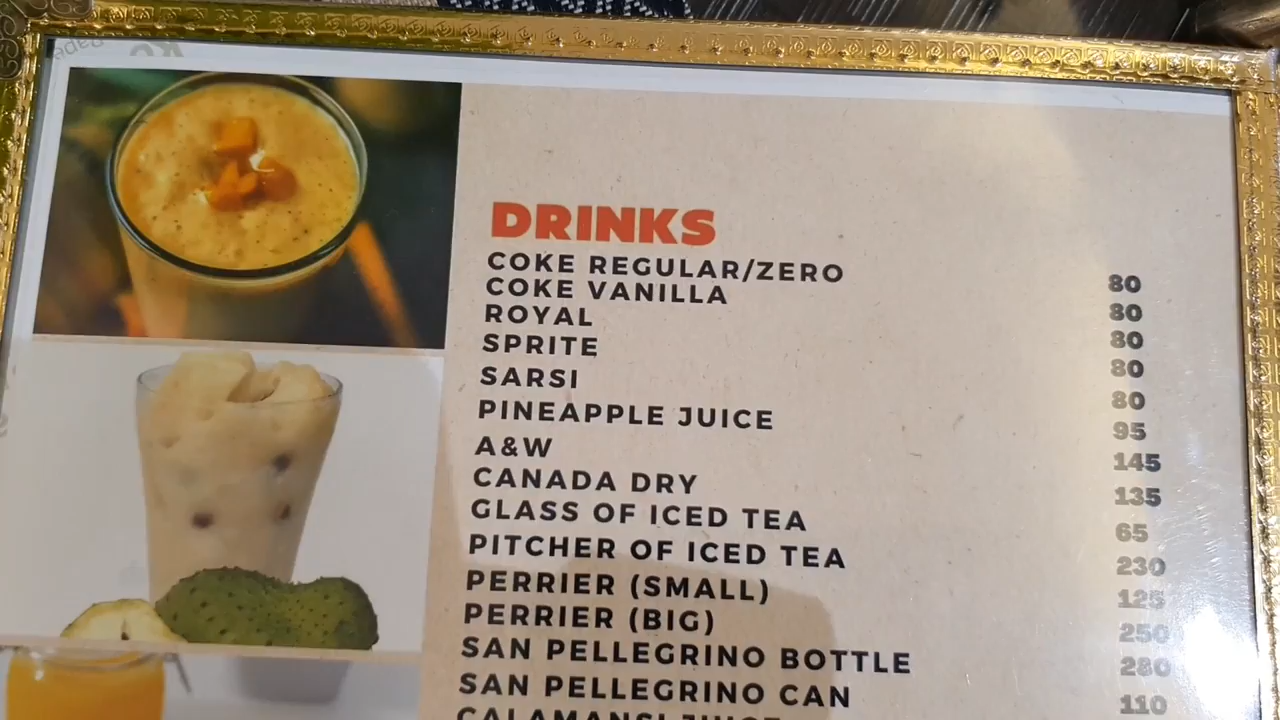 DRINKS
COKE REGULAR/ZERO 80
COKE VANILLA 80
ROYAL 80
SPRITE 80
SARSI 80
PINEAPPLE JUICE 95
A&W 145
CANADA DRY 135
GLASS OF ICED TEA 65
PITCHER OF ICED TEA 230
PERRIER (SMALL) 125
PERRIER (BIG) 250
SAN PELLEGRINO BOTTLE 280
SAN PELLEGRINO CAN 110
CALAMANSI JUICE